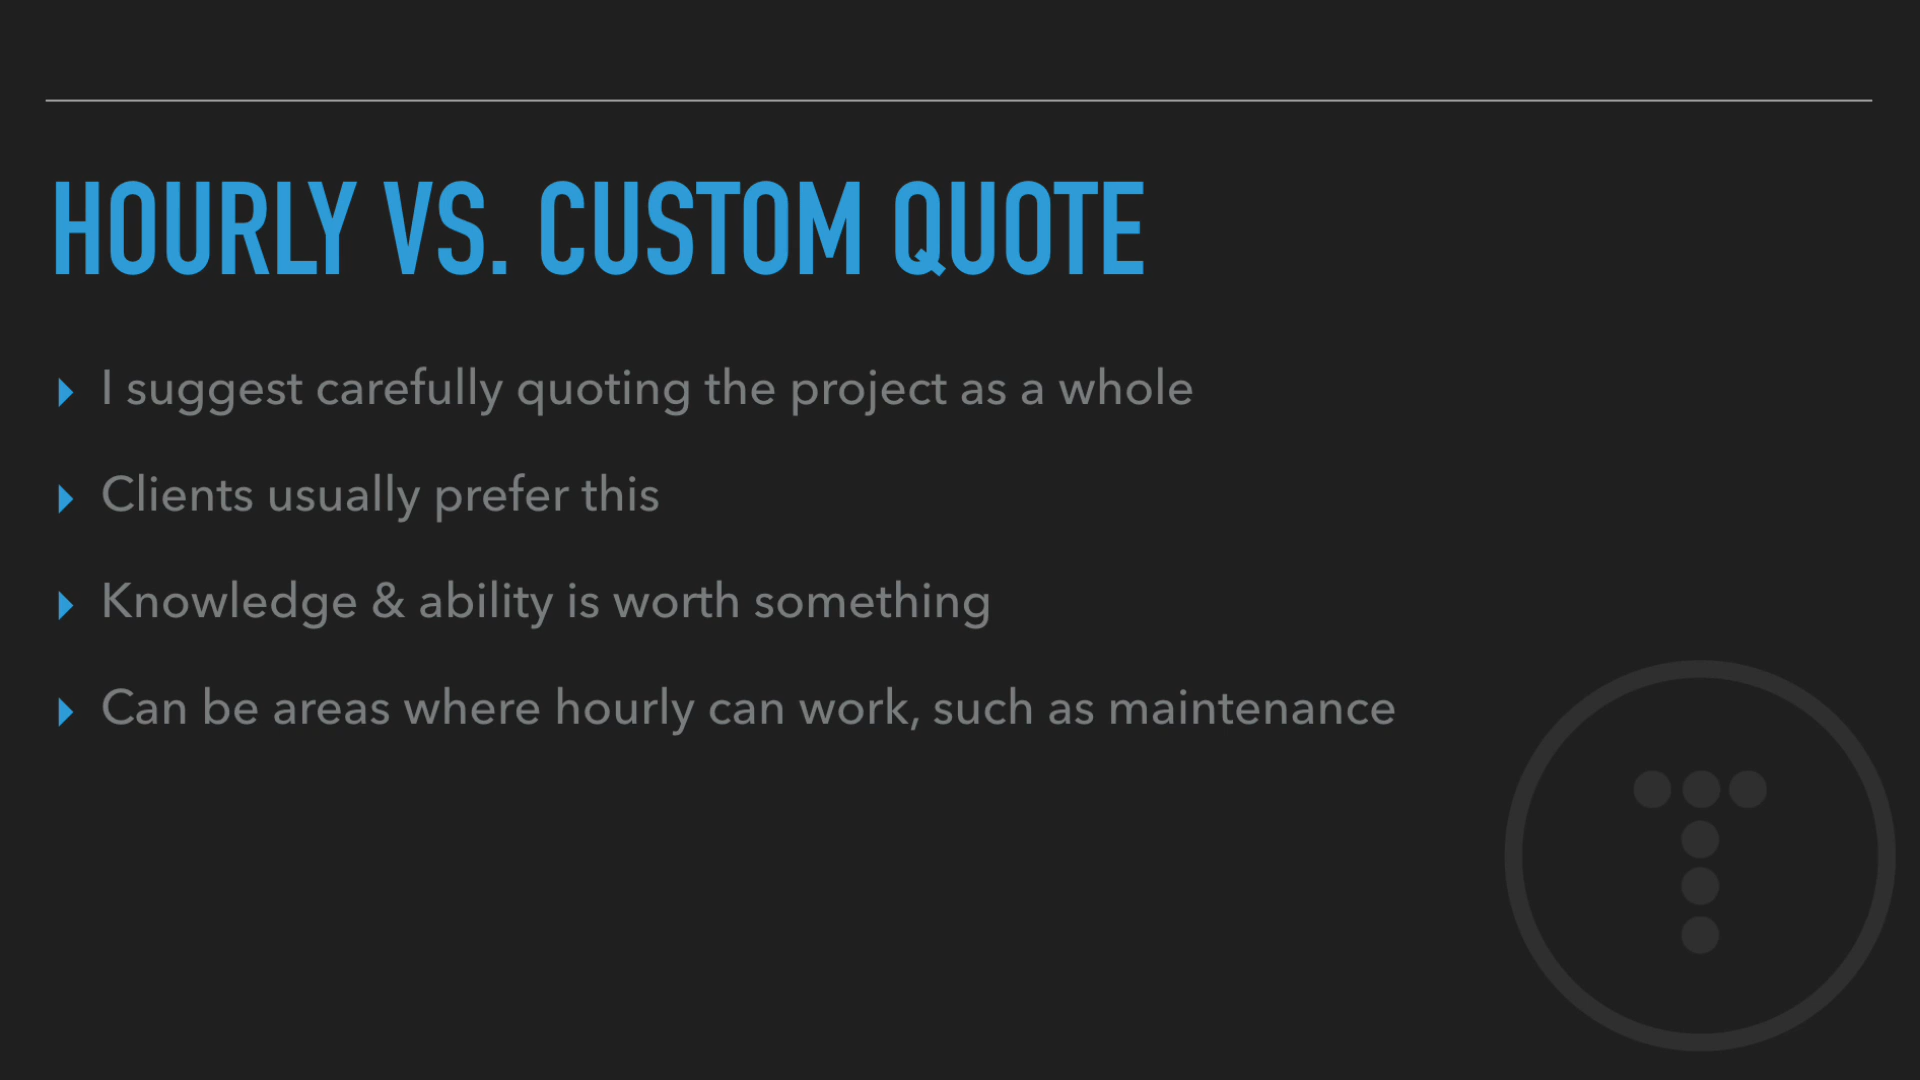 HOURLY VS. CUSTOM QUOTE
I suggest carefully quoting the project as a whole
Clients usually prefer this
Knowledge & ability is worth something
Can be areas where hourly can work, such as maintenance
T